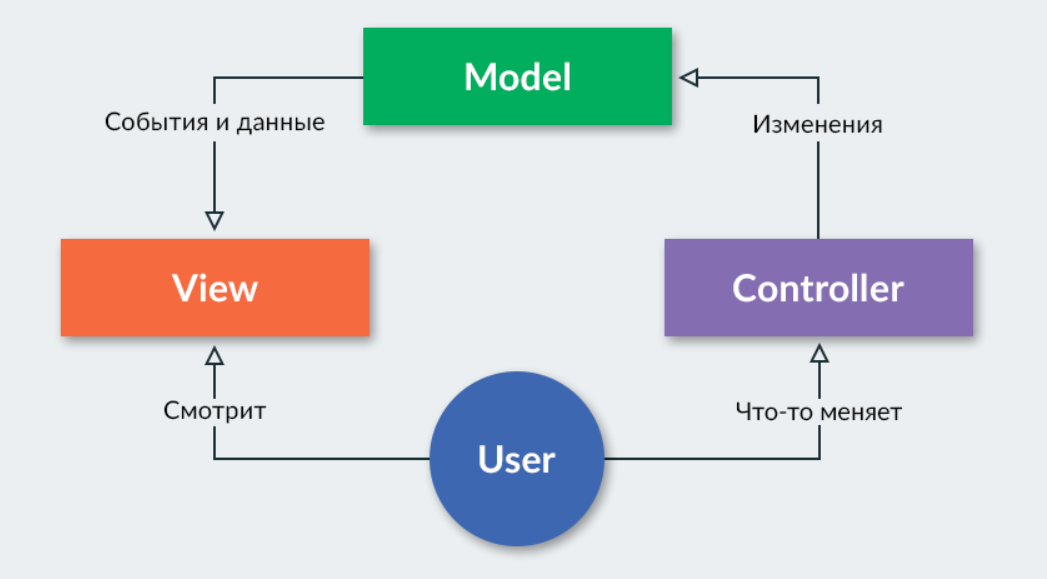 Model
События и данные
Изменения
View
Controller
Смотрит
Что-то меняет
User